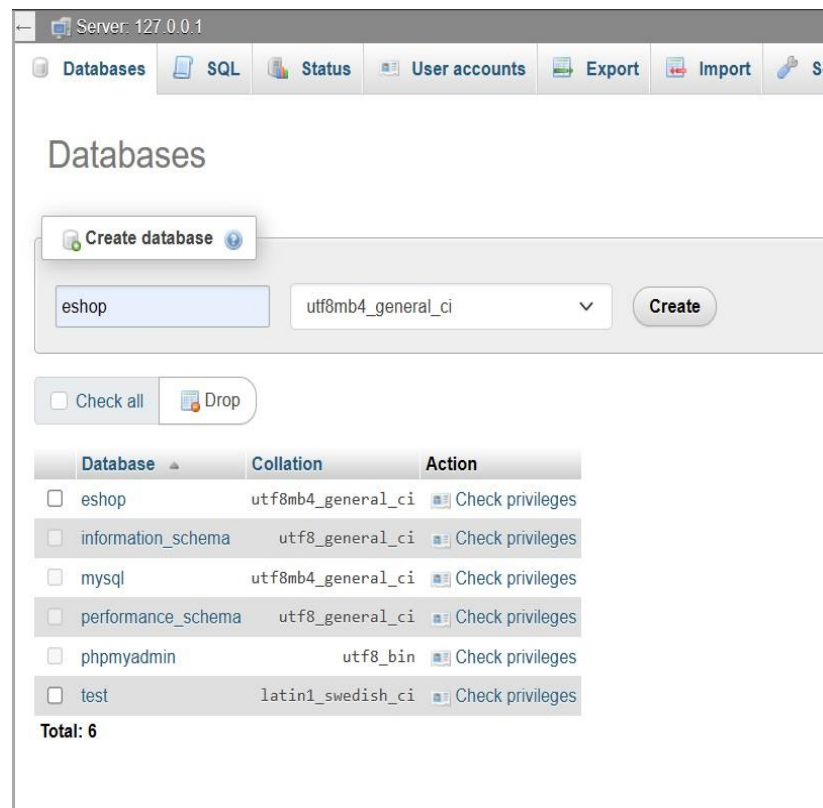 ← Server: 127.0.0.1
Databases SQL Status User accounts Export Import S
Databases
Create database
eshop utf8mb4_general_ci Create
Check all Drop
Database Collation Action
eshop utf8mb4_general_ci Check privileges
information_schema utf8_general_ci Check privileges
mysql utf8mb4_general_ci Check privileges
performance_schema utf8_general_ci Check privileges
phpmyadmin utf8_bin Check privileges
test latin1_swedish_ci Check privileges
Total: 6